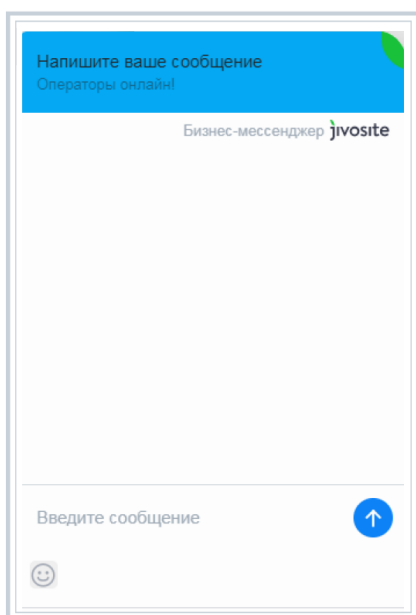 Напишите ваше сообщение
Операторы онлайн!
Бизнес-мессенджер jivosite
Введите сообщение